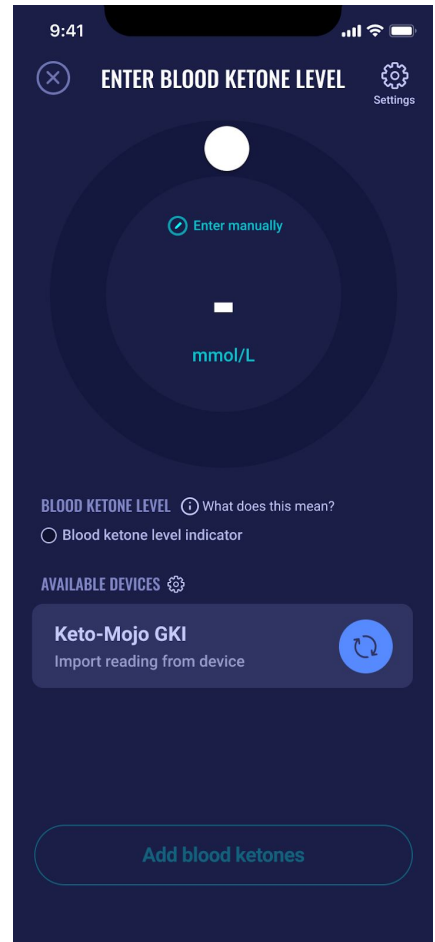 9:41
ENTER BLOOD KETONE LEVEL
Settings
Enter manually
-
mmol/L
BLOOD KETONE LEVEL What does this mean?
Blood ketone level indicator
AVAILABLE DEVICES
Keto-Mojo GKI
Import reading from device
Add blood ketones